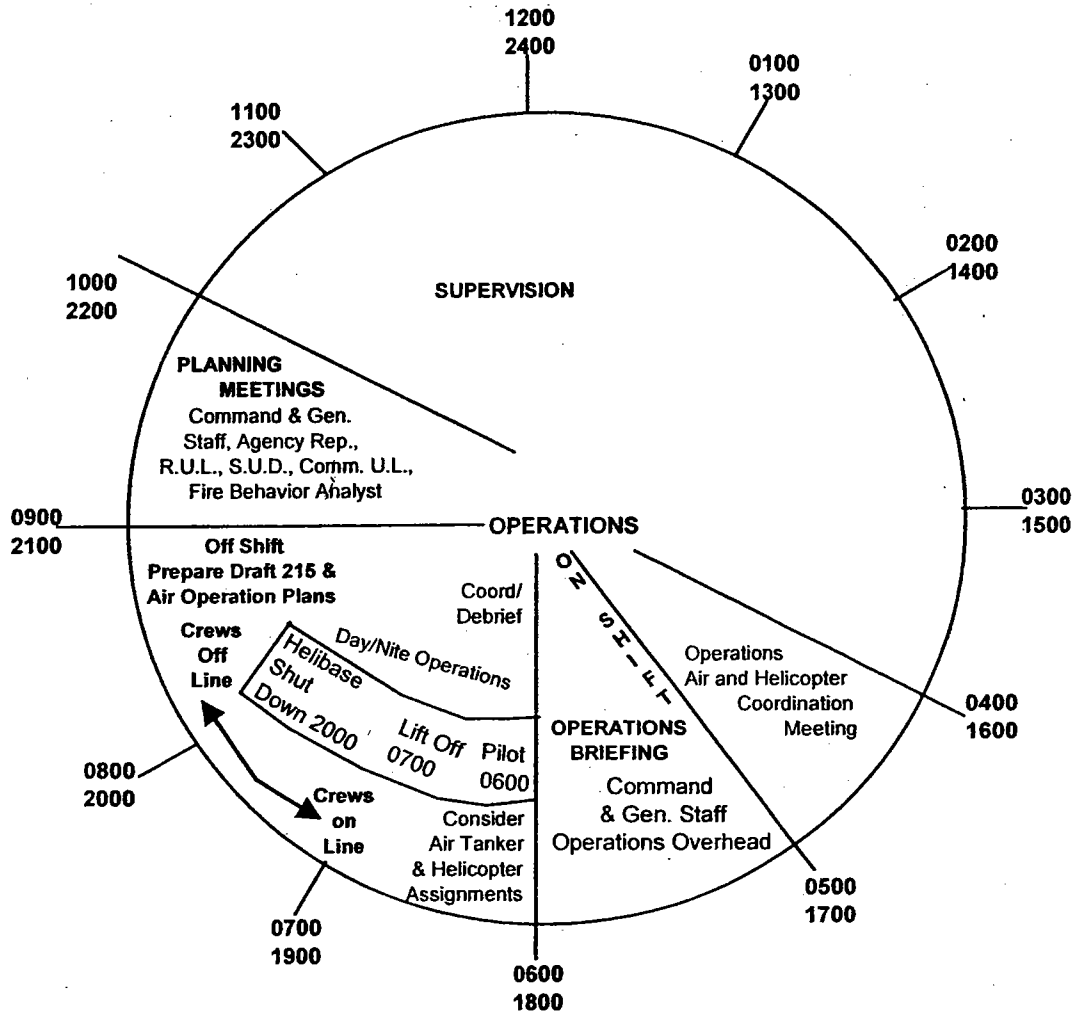 1200
2400
0100
1300
1100
2300
0200
1400
1000
2200
SUPERVISION
PLANNING
MEETINGS
Command & Gen.
Staff, Agency Rep.,
R.U.L., S.U.D., Comm. U.L.,
Fire Behavior Analyst
0300
1500
0900
2100
OPERATIONS
Off Shift
Prepare Draft 215 &
Air Operation Plans
Coord/
Debrief
ON SHIFT
Crews
Off
Line
Day/Nite Operations
Helibase
Shut
Down 2000
Lift Off
0700
Pilot
0600
Operations
Air and Helicopter
Coordination
Meeting
0400
1600
OPERATIONS
BRIEFING
Command
& Gen. Staff
Operations Overhead
0800
2000
Crews
on
Line
Consider
Air Tanker
& Helicopter
Assignments
0500
1700
0700
1900
0600
1800